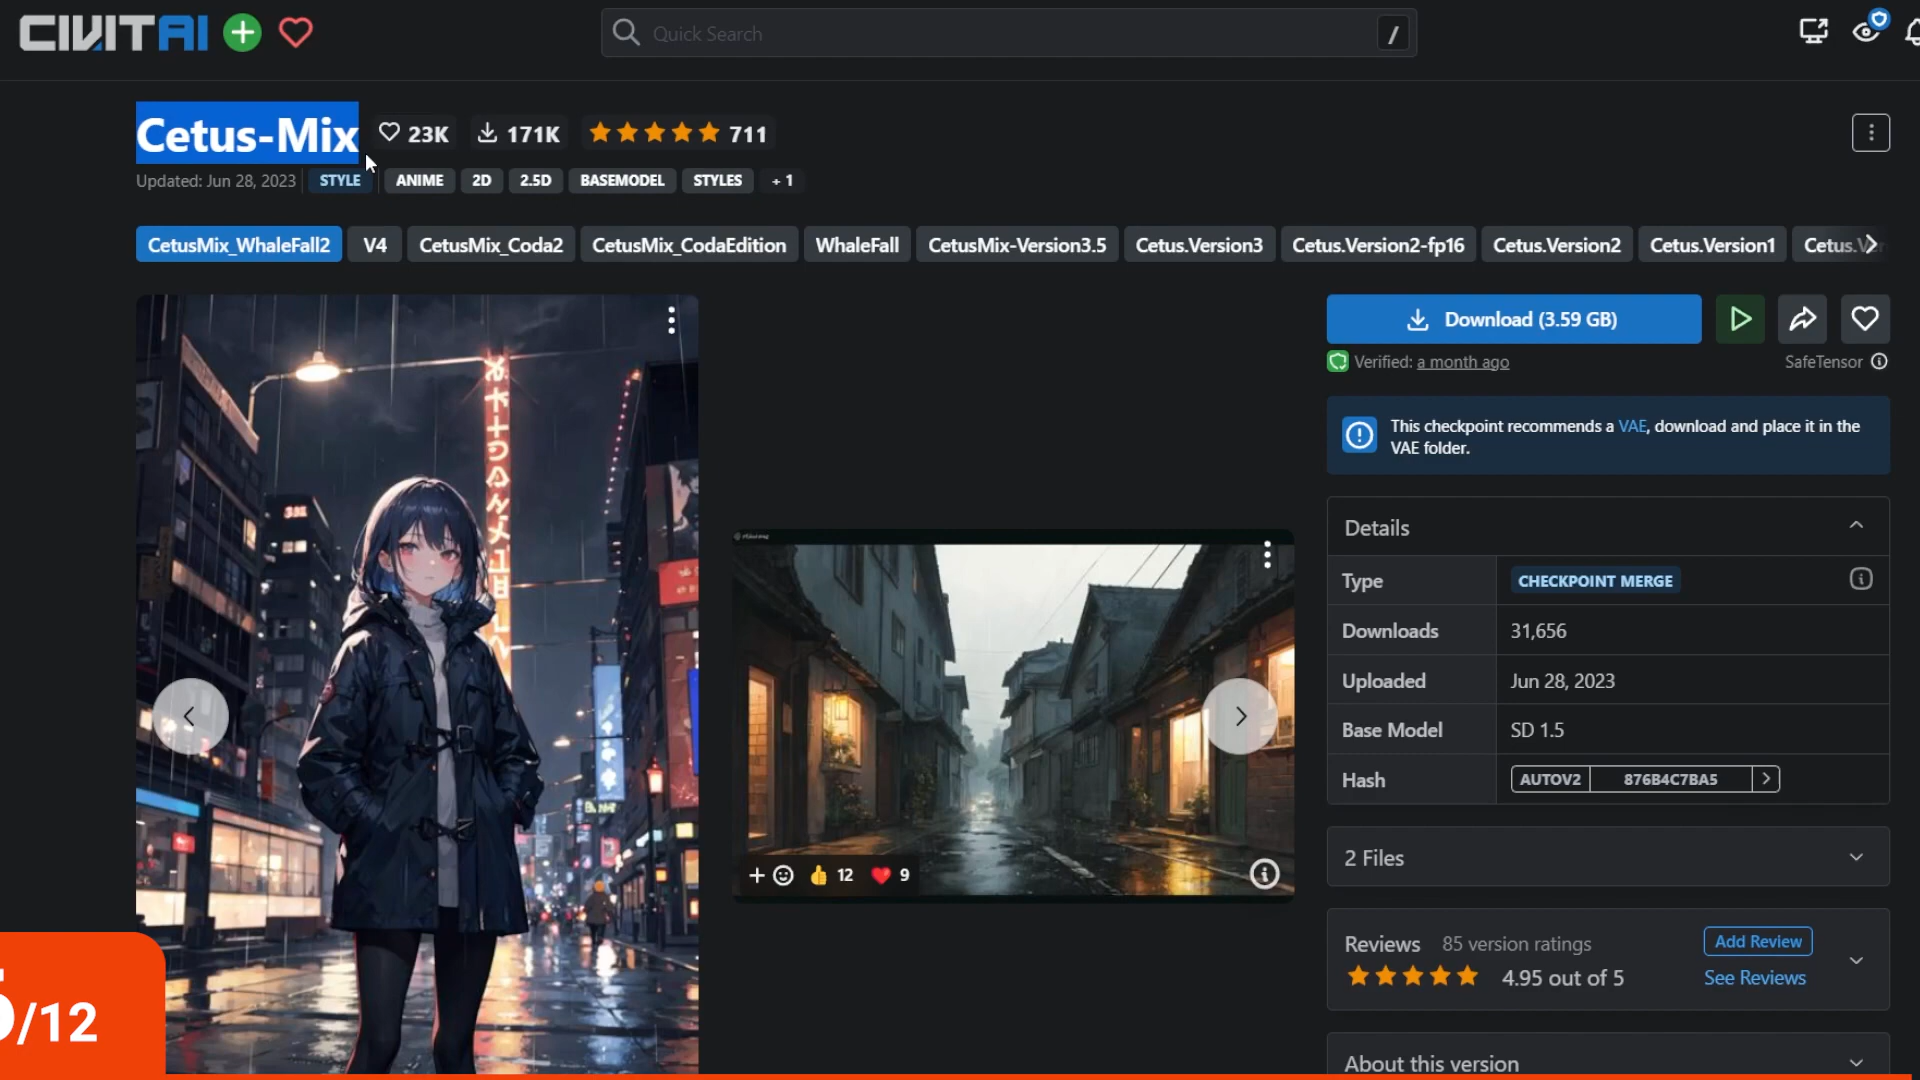 CIVITAI
Quick Search
/
Cetus-Mix 23K 171K 711
Updated: Jun 28, 2023 STYLE ANIME 2D 2.5D BASEMODEL STYLES + 1
CetusMix_WhaleFall2 V4 CetusMix_Coda2 CetusMix_CodaEdition WhaleFall CetusMix-Version3.5 Cetus.Version3 Cetus.Version2-fp16 Cetus.Version2 Cetus.Version1
Download (3.59 GB)
Verified: a month ago SafeTensor
This checkpoint recommends a VAE, download and place it in the
VAE folder.
Details
Type CHECKPOINT MERGE
Downloads 31,656
Uploaded Jun 28, 2023
Base Model SD 1.5
Hash AUTOV2 876B4C7BA5
12 9
2 Files
Reviews 85 version ratings Add Review
4.95 out of 5 See Reviews
About this version
/12